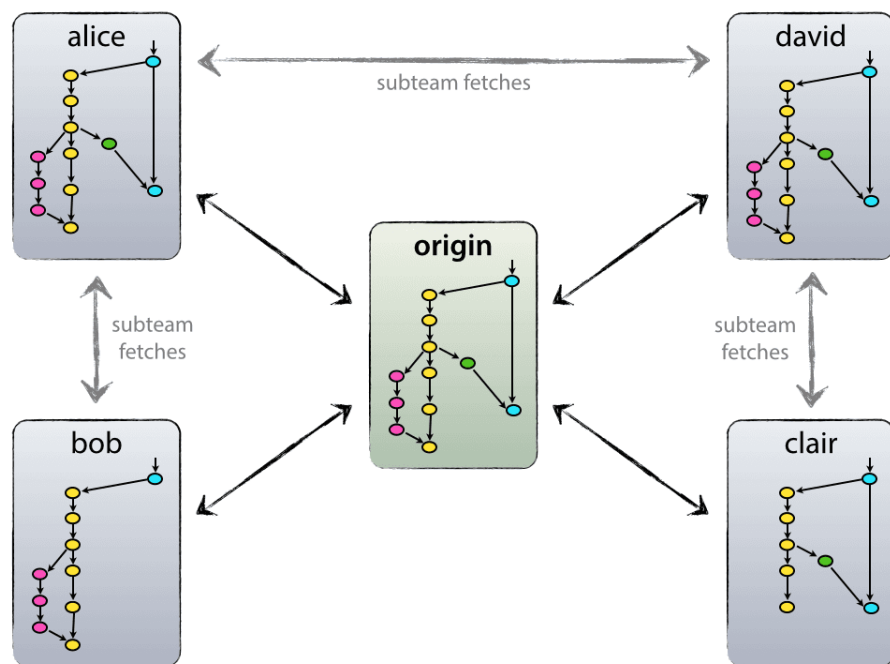 alice
david
subteam fetches
origin
subteam
fetches
subteam
fetches
bob
clair